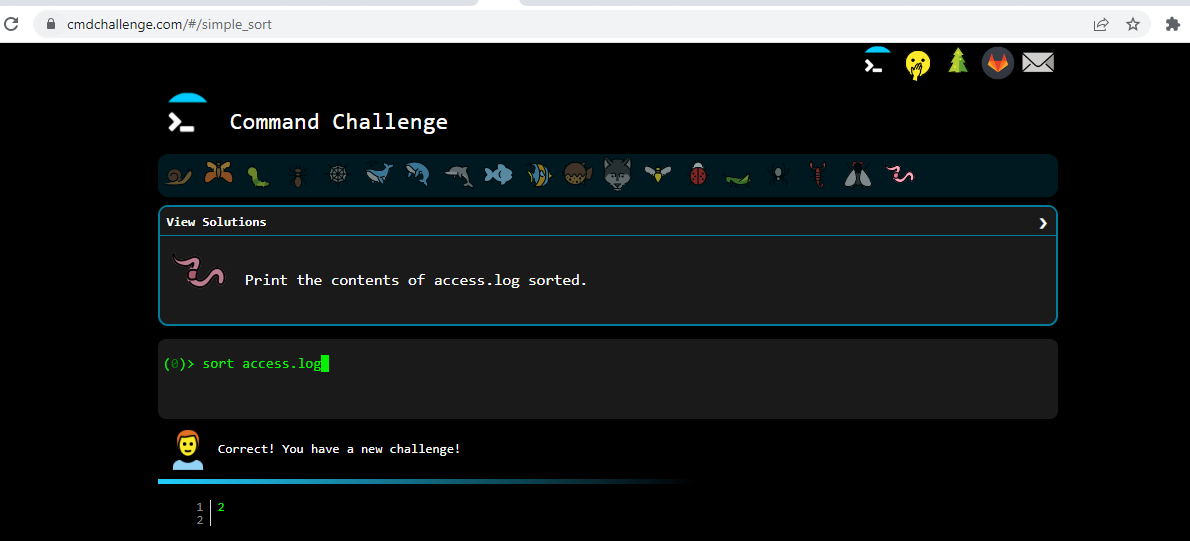 cmdchallenge.com/#/simple_sort
Command Challenge
View Solutions
Print the contents of access.log sorted.
(0)> sort access.log
Correct! You have a new challenge!
1 2
2